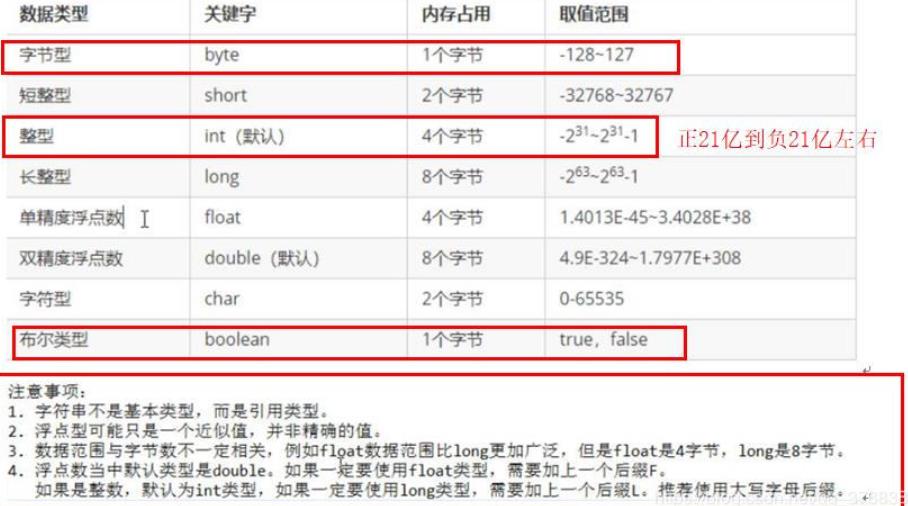 数据类型 关键字 内存占用 取值范围
字节型 byte 1个字节 -128~127
短整型 short 2个字节 -32768~32767
整型 int（默认） 4个字节 -2³¹~2³¹-1 正21亿到负21亿左右
长整型 long 8个字节 -2⁶³~2⁶³-1
单精度浮点数 float 4个字节 1.4013E-45~3.4028E+38
双精度浮点数 double（默认） 8个字节 4.9E-324~1.7977E+308
字符型 char 2个字节 0-65535
布尔类型 boolean 1个字节 true，false
注意事项：
1. 字符串不是基本类型，而是引用类型。
2. 浮点型可能只是一个近似值，并非精确的值。
3. 数据范围与字节数不一定相关，例如float数据范围比long更加广泛，但是float是4字节，long是8字节。
4. 浮点数当中默认类型是double。如果一定要使用float类型，需要加上一个后缀F。
如果是整数，默认为int类型，如果一定要使用long类型，需要加上一个后缀L。推荐使用大写字母后缀。